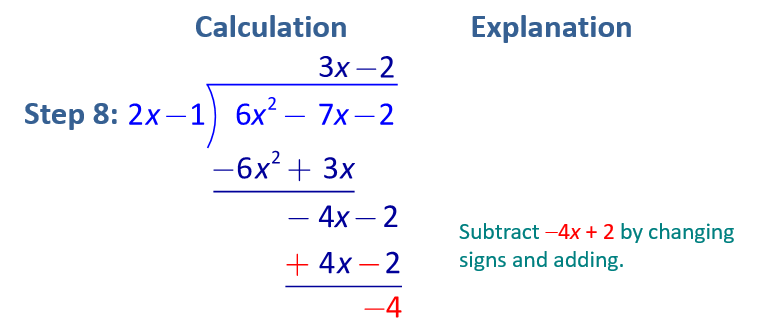 Calculation Explanation
3x − 2
Step 8: 2x − 1 ) 6x² − 7x − 2
−6x² + 3x
− 4x − 2
Subtract −4x + 2 by changing
+ 4x − 2
signs and adding.
−4